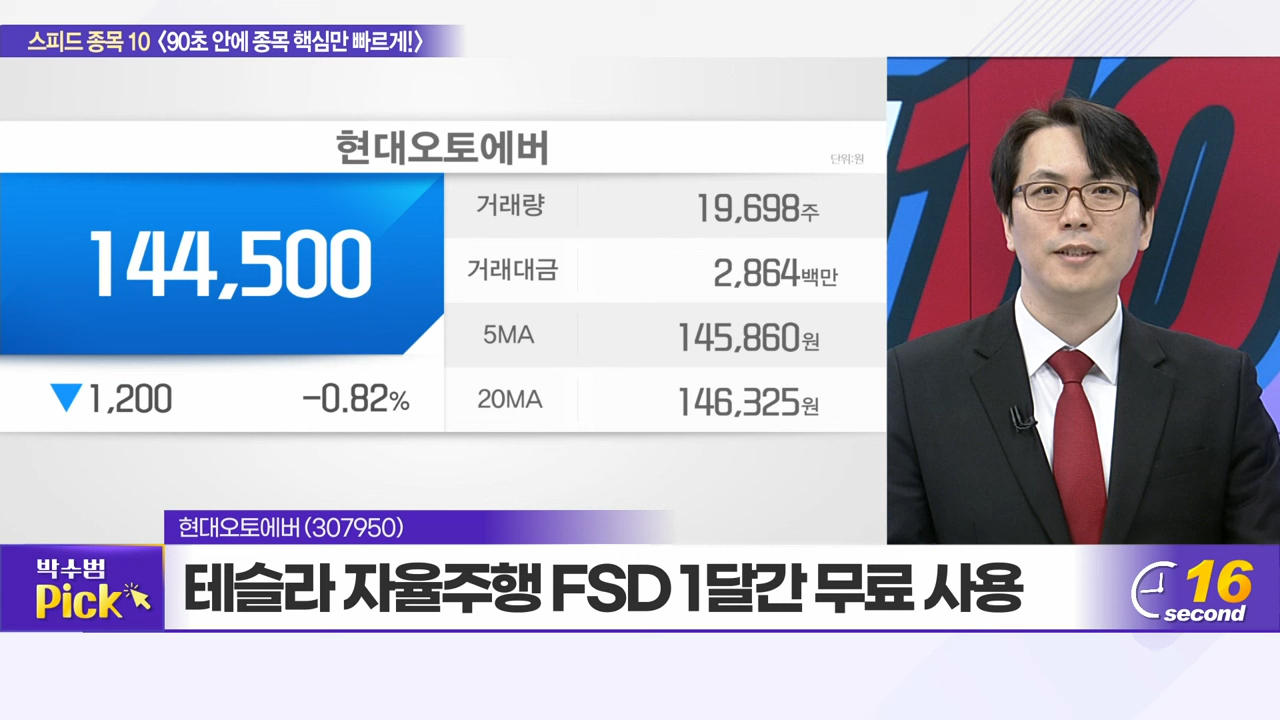 스피드 종목 10 〈90초 안에 종목 핵심만 빠르게!〉
현대오토에버
단위:원
144,500
▼1,200 -0.82%
거래량 19,698주
거래대금 2,864백만
5MA 145,860원
20MA 146,325원
10
현대오토에버(307950)
박수범
Pick
테슬라 자율주행 FSD 1달간 무료 사용
16
second